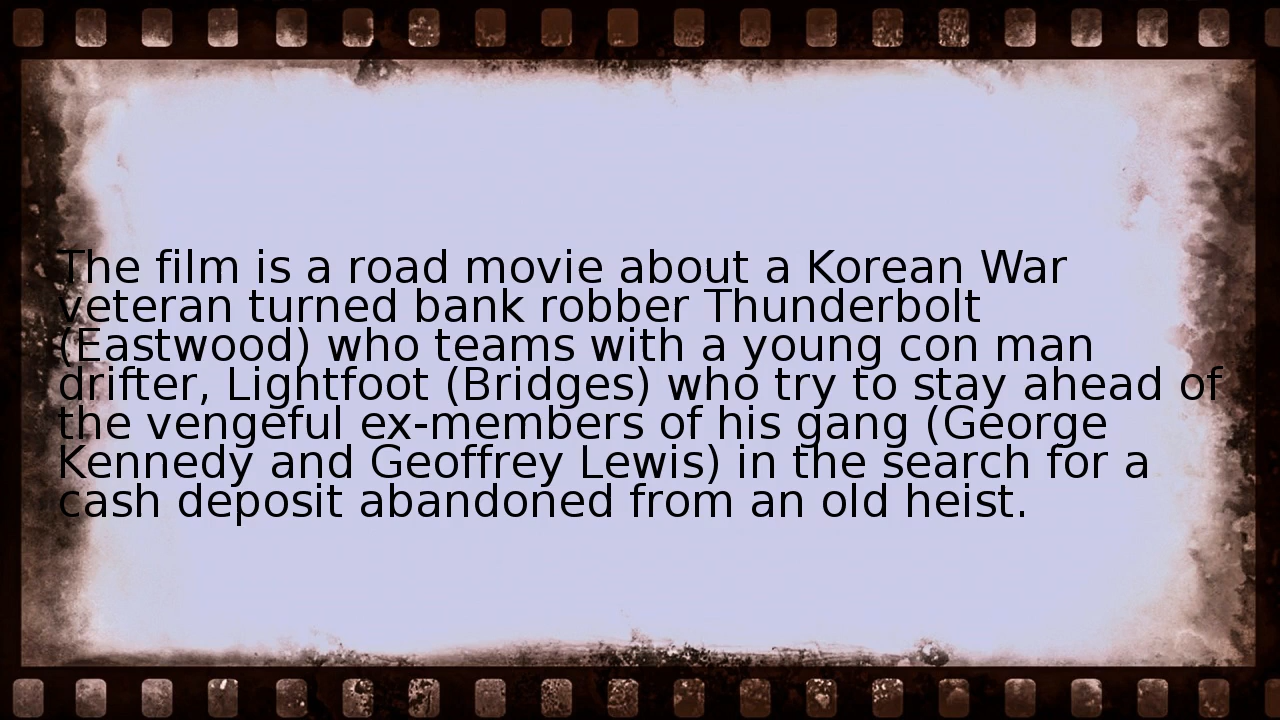 The film is a road movie about a Korean War
veteran turned bank robber Thunderbolt
(Eastwood) who teams with a young con man
drifter, Lightfoot (Bridges) who try to stay ahead of
the vengeful ex-members of his gang (George
Kennedy and Geoffrey Lewis) in the search for a
cash deposit abandoned from an old heist.